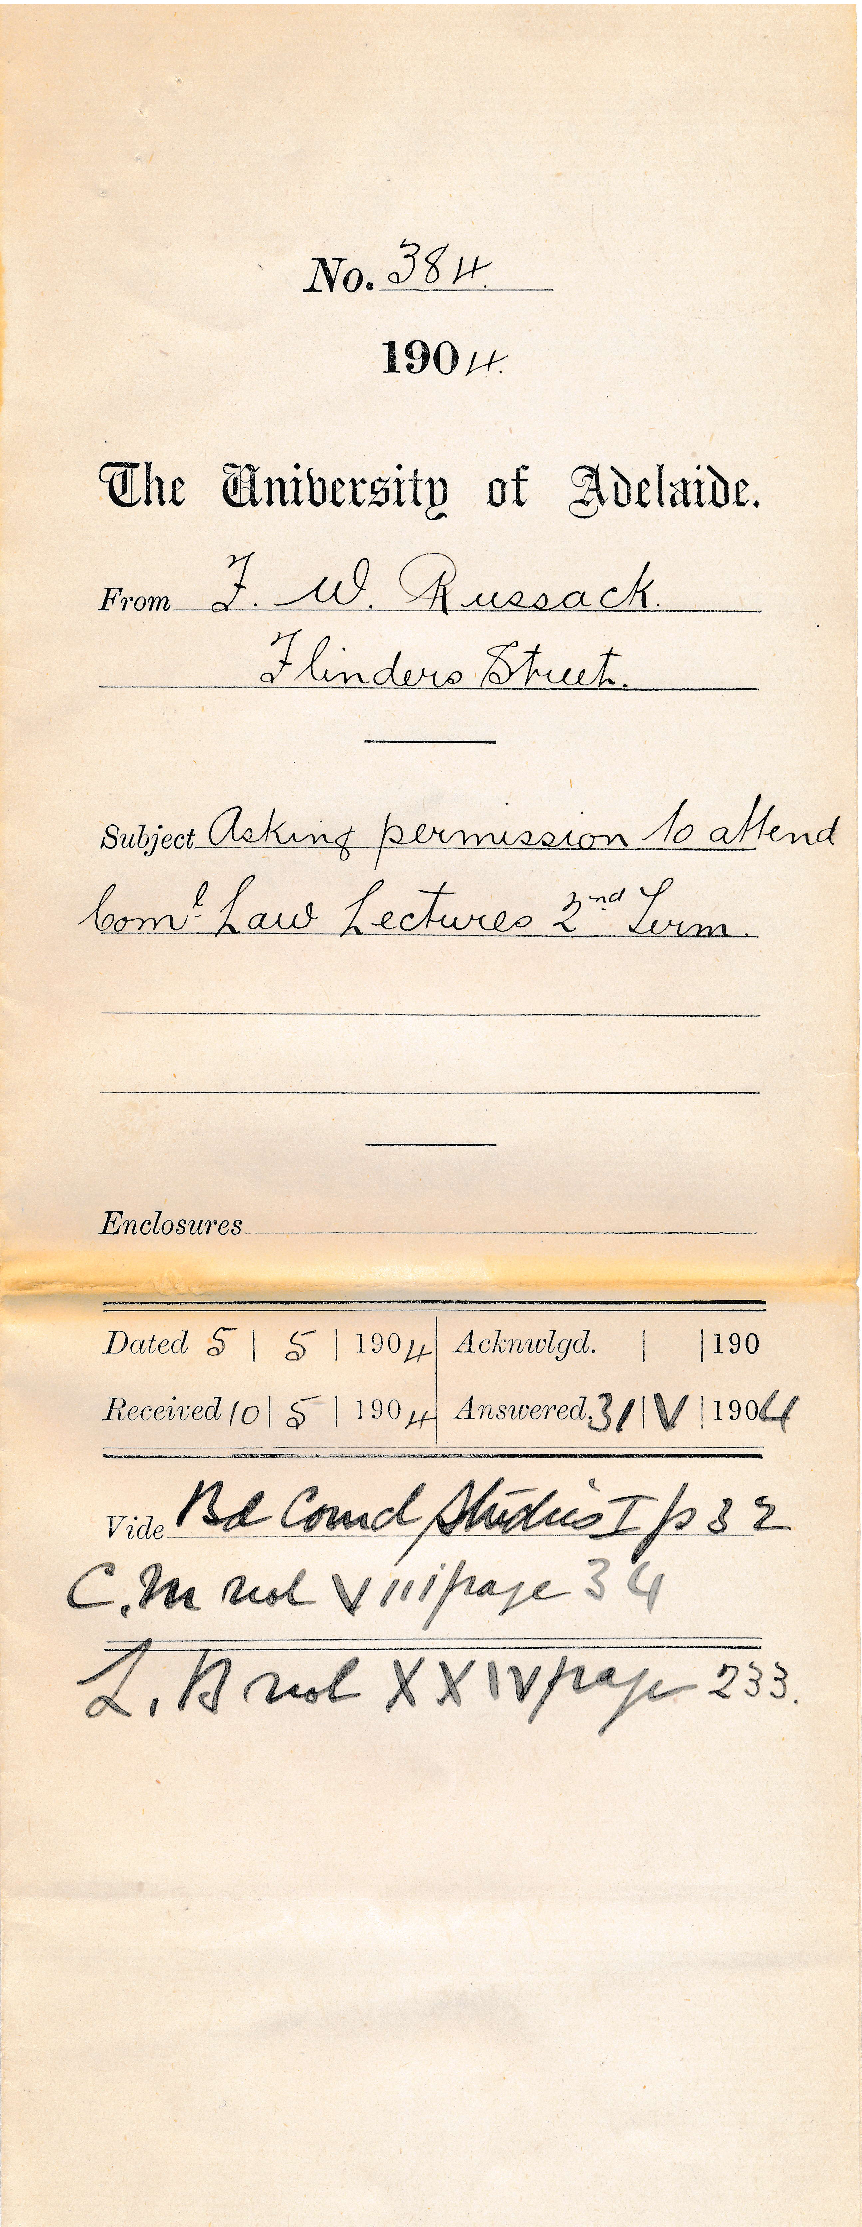 No. 384.
1904.
The University of Adelaide.
From F. W. Russack.
Flinders Street.
Subject Asking permission to attend
Com.l Law Lectures 2nd Term.
Enclosures
Dated 5 | 5 | 1904 Acknwlgd. | | 190
Received 10 | 5 | 1904 Answered. 31 | V | 1904
Vide Bd Comcl Studies I p 32
C.M vol VIII page 34
L.B vol XXIV page 233.